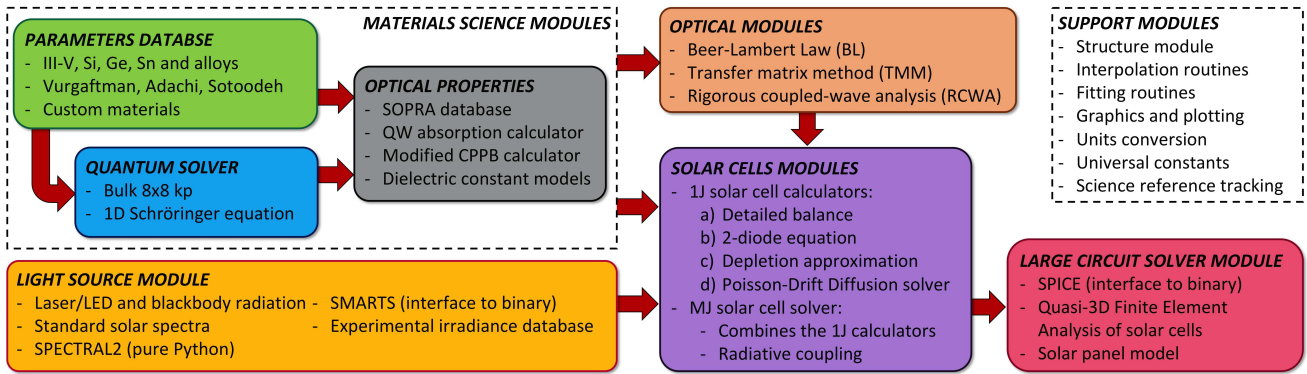 MATERIALS SCIENCE MODULES
PARAMETERS DATABSE
- III-V, Si, Ge, Sn and alloys
- Vurgaftman, Adachi, Sotoodeh
- Custom materials
QUANTUM SOLVER
- Bulk 8x8 kp
- 1D Schröringer equation
OPTICAL PROPERTIES
- SOPRA database
- QW absorption calculator
- Modified CPPB calculator
- Dielectric constant models
LIGHT SOURCE MODULE
- Laser/LED and blackbody radiation
- Standard solar spectra
- SPECTRAL2 (pure Python)
- SMARTS (interface to binary)
- Experimental irradiance database
OPTICAL MODULES
- Beer-Lambert Law (BL)
- Transfer matrix method (TMM)
- Rigorous coupled-wave analysis (RCWA)
SOLAR CELLS MODULES
- 1J solar cell calculators:
a) Detailed balance
b) 2-diode equation
c) Depletion approximation
d) Poisson-Drift Diffusion solver
- MJ solar cell solver:
- Combines the 1J calculators
- Radiative coupling
SUPPORT MODULES
- Structure module
- Interpolation routines
- Fitting routines
- Graphics and plotting
- Units conversion
- Universal constants
- Science reference tracking
LARGE CIRCUIT SOLVER MODULE
- SPICE (interface to binary)
- Quasi-3D Finite Element
Analysis of solar cells
- Solar panel model